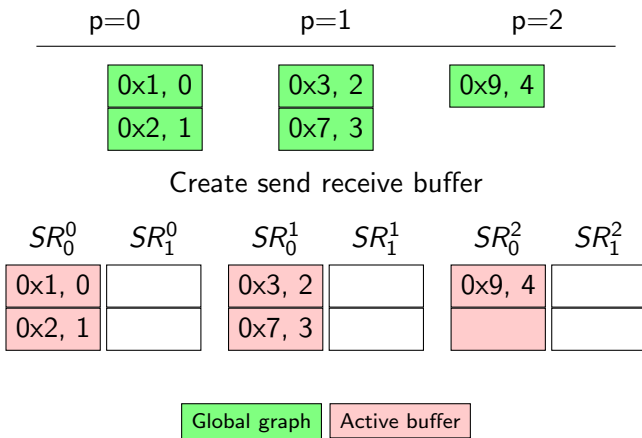 p=0 p=1 p=2
0x1, 0 0x3, 2 0x9, 4
0x2, 1 0x7, 3
Create send receive buffer
SR₀⁰ SR₁⁰ SR₀¹ SR₁¹ SR₀² SR₁²
0x1, 0 0x3, 2 0x9, 4
0x2, 1 0x7, 3
Global graph Active buffer